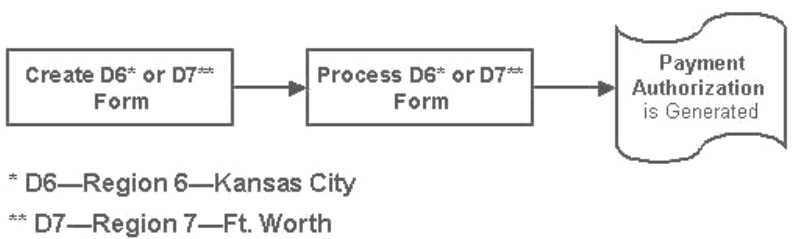 Create D6* or D7**
Form
Process D6* or D7**
Form
Payment
Authorization
is Generated
* D6—Region 6—Kansas City
** D7—Region 7—Ft. Worth